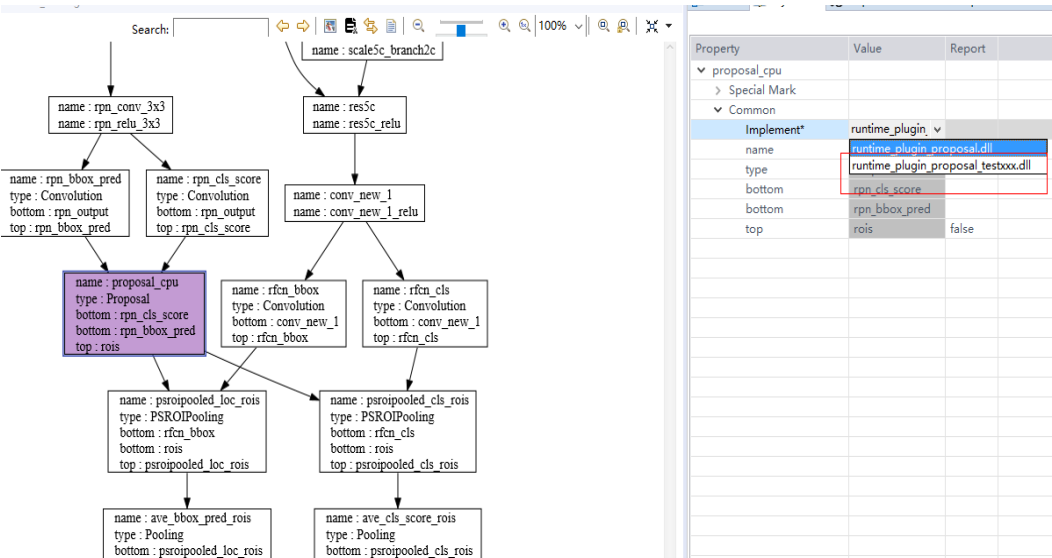 Search:
100%
name : scale5c_branch2c
name : rpn_conv_3x3
name : rpn_relu_3x3
name : res5c
name : res5c_relu
name : rpn_bbox_pred
type : Convolution
bottom : rpn_output
top : rpn_bbox_pred
name : rpn_cls_score
type : Convolution
bottom : rpn_output
top : rpn_cls_score
name : conv_new_1
name : conv_new_1_relu
name : proposal_cpu
type : Proposal
bottom : rpn_cls_score
bottom : rpn_bbox_pred
top : rois
name : rfcn_bbox
type : Convolution
bottom : conv_new_1
top : rfcn_bbox
name : rfcn_cls
type : Convolution
bottom : conv_new_1
top : rfcn_cls
name : psroipooled_loc_rois
type : PSROIPooling
bottom : rfcn_bbox
bottom : rois
top : psroipooled_loc_rois
name : psroipooled_cls_rois
type : PSROIPooling
bottom : rfcn_cls
bottom : rois
top : psroipooled_cls_rois
name : ave_bbox_pred_rois
type : Pooling
bottom : psroipooled_loc_rois
name : ave_cls_score_rois
type : Pooling
bottom : psroipooled_cls_rois
Property Value Report
proposal_cpu
Special Mark
Common
Implement* runtime_plugin_
name runtime_plugin_proposal.dll
type runtime_plugin_proposal_testxxx.dll
bottom rpn_cls_score
bottom rpn_bbox_pred
top rois false